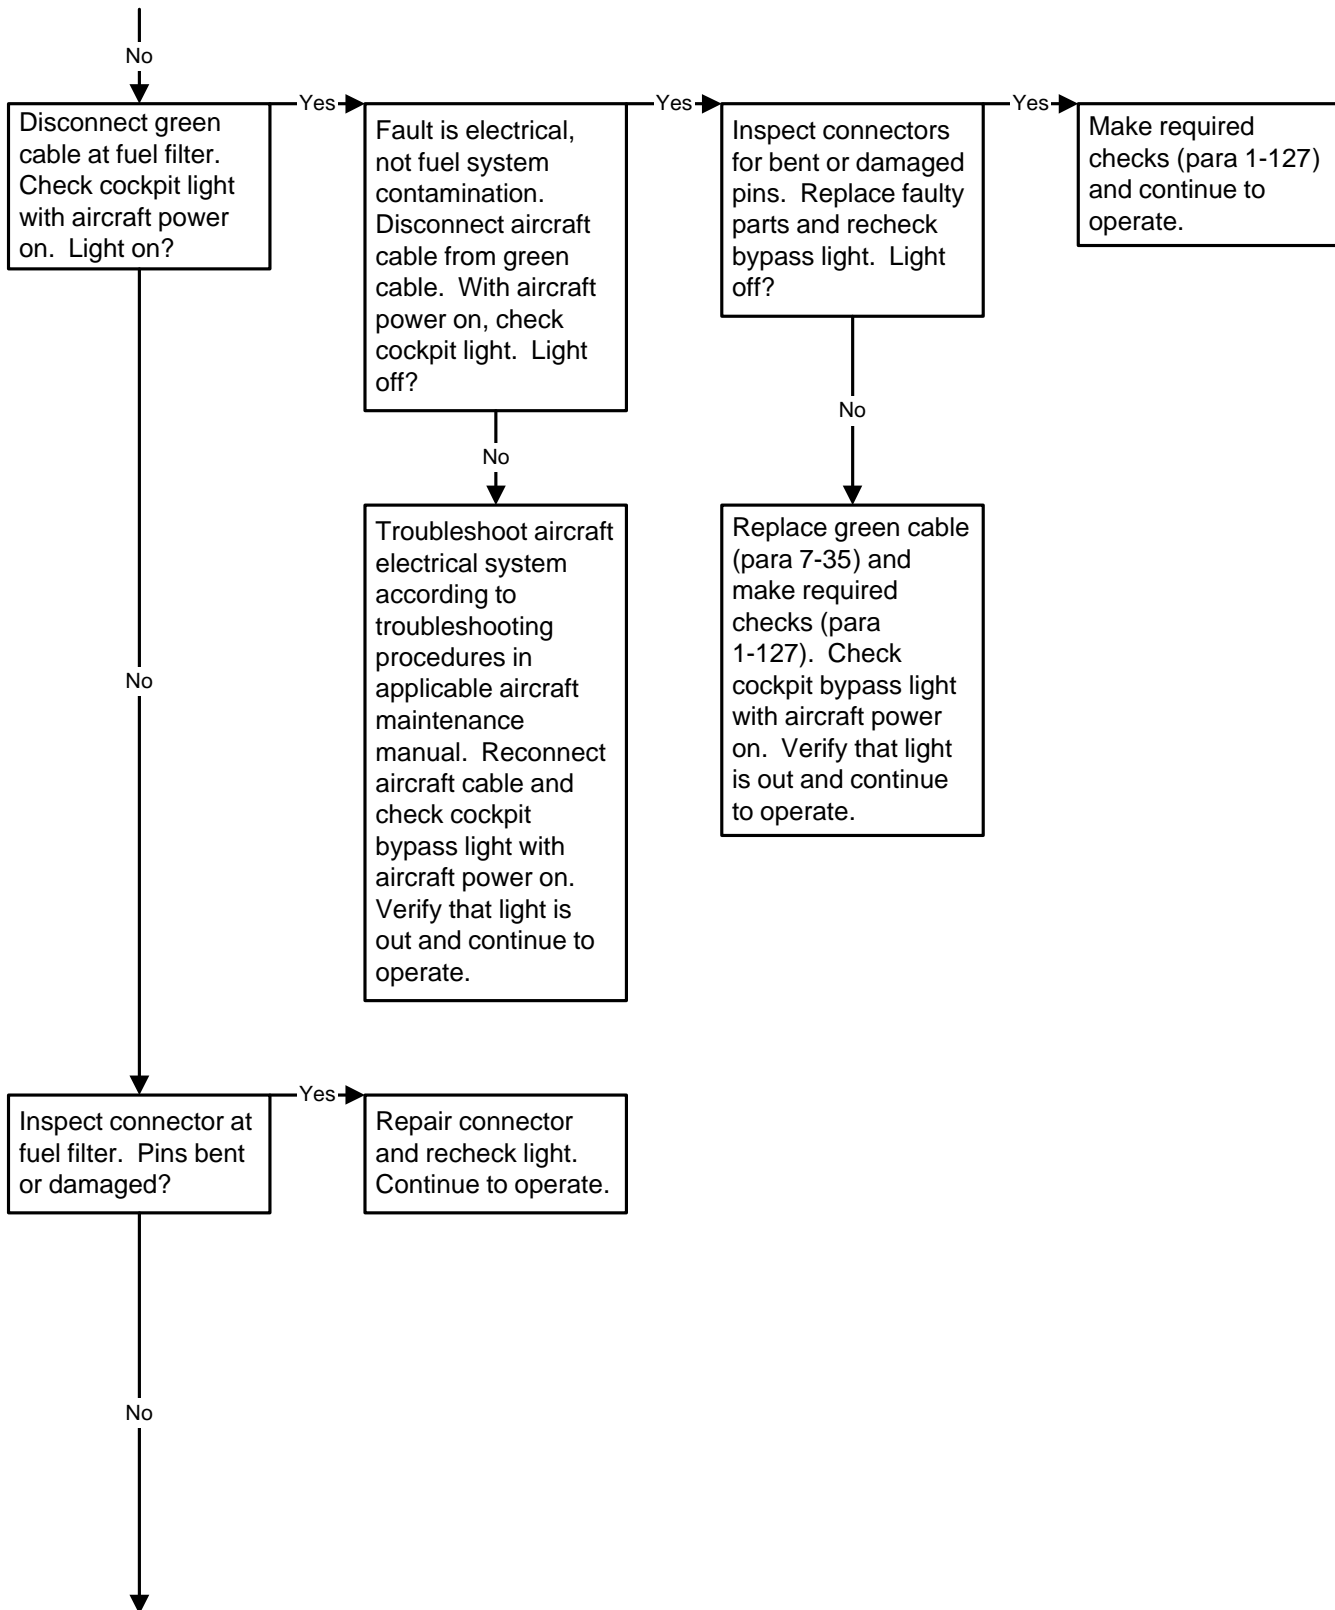 No
Disconnect green
cable at fuel filter.
Check cockpit light
with aircraft power
on.  Light on?
Yes
Fault is electrical,
not fuel system
contamination.
Disconnect aircraft
cable from green
cable.  With aircraft
power on, check
cockpit light.  Light
off?
Yes
Inspect connectors
for bent or damaged
pins.  Replace faulty
parts and recheck
bypass light.  Light
off?
Yes
Make required
checks (para 1-127)
and continue to
operate.
No
No
No
Troubleshoot aircraft
electrical system
according to
troubleshooting
procedures in
applicable aircraft
maintenance
manual.  Reconnect
aircraft cable and
check cockpit
bypass light with
aircraft power on.
Verify that light is
out and continue to
operate.
Replace green cable
(para 7-35) and
make required
checks (para
1-127).  Check
cockpit bypass light
with aircraft power
on.  Verify that light
is out and continue
to operate.
Inspect connector at
fuel filter.  Pins bent
or damaged?
Yes
Repair connector
and recheck light.
Continue to operate.
No